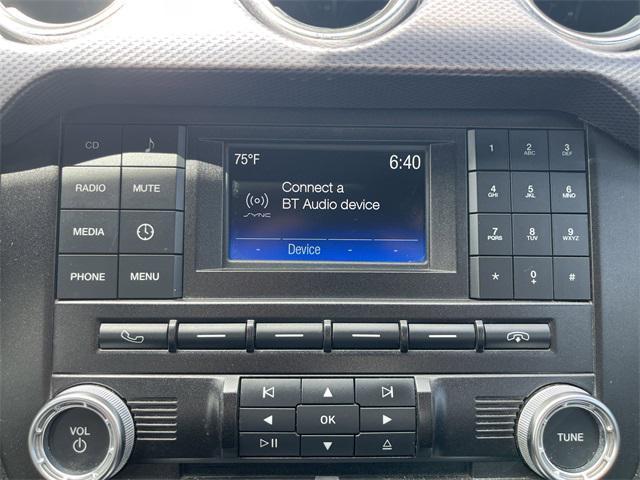 75°F 6:40
Connect a
BT Audio device
SYNC
- Device - -
CD
RADIO MUTE
MEDIA
PHONE MENU
1 2 ABC 3 DEF
4 GHI 5 JKL 6 MNO
7 PQRS 8 TUV 9 WXYZ
* 0 + #
VOL
OK
TUNE